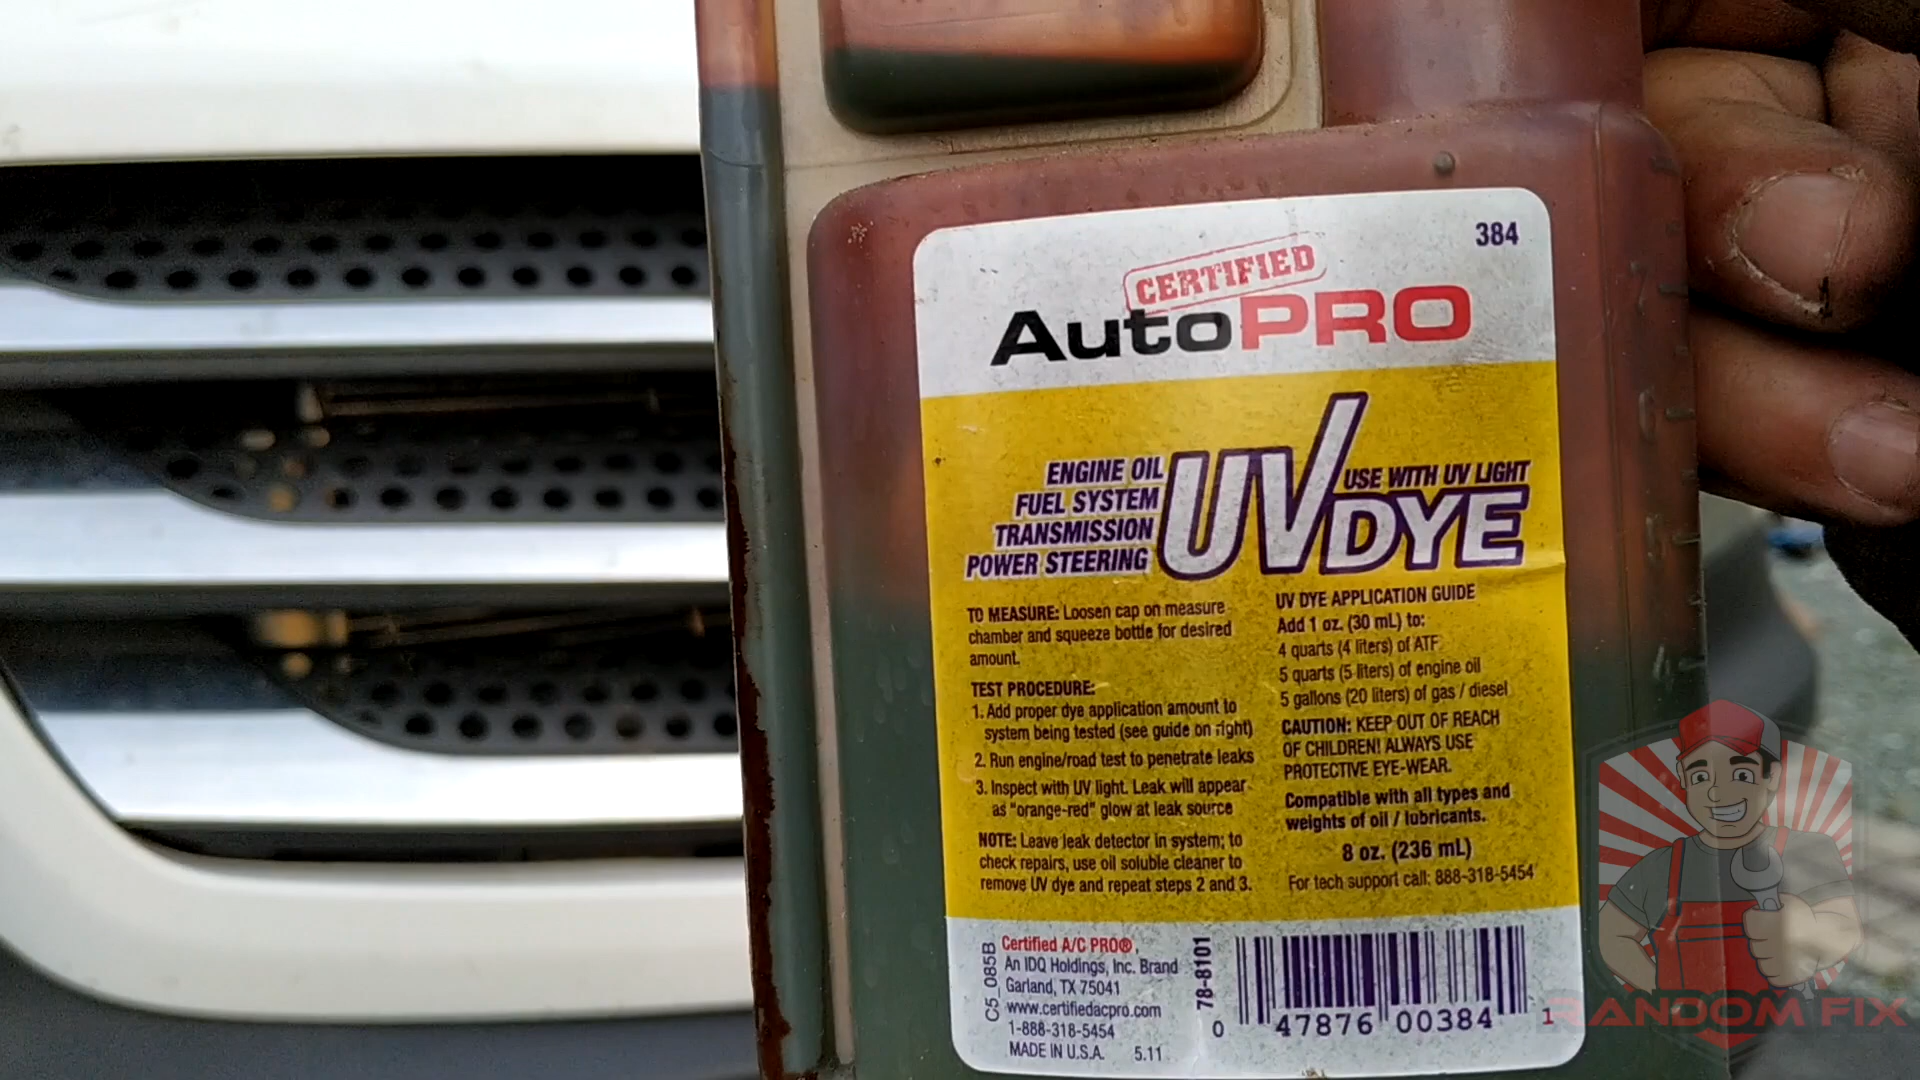 384
CERTIFIED
AutoPRO
ENGINE OIL
FUEL SYSTEM
TRANSMISSION
POWER STEERING
UV DYE
USE WITH UV LIGHT
TO MEASURE: Loosen cap on measure
chamber and squeeze bottle for desired
amount.
TEST PROCEDURE:
1. Add proper dye application amount to
system being tested (see guide on right)
2. Run engine/road test to penetrate leaks
3. Inspect with UV light. Leak will appear
as "orange-red" glow at leak source
NOTE: Leave leak detector in system; to
check repairs, use oil soluble cleaner to
remove UV dye and repeat steps 2 and 3.
UV DYE APPLICATION GUIDE
Add 1 oz. (30 mL) to:
4 quarts (4 liters) of ATF
5 quarts (5 liters) of engine oil
5 gallons (20 liters) of gas / diesel
CAUTION: KEEP OUT OF REACH
OF CHILDREN! ALWAYS USE
PROTECTIVE EYE-WEAR.
Compatible with all types and
weights of oil / lubricants.
8 oz. (236 mL)
For tech support call: 888-318-5454
C5_085B
Certified A/C PRO®,
An IDQ Holdings, Inc. Brand
Garland, TX 75041
www.certifiedacpro.com
1-888-318-5454
MADE IN U.S.A. 5.11
78-8101
0 47876 00384 1
RANDOM FIX